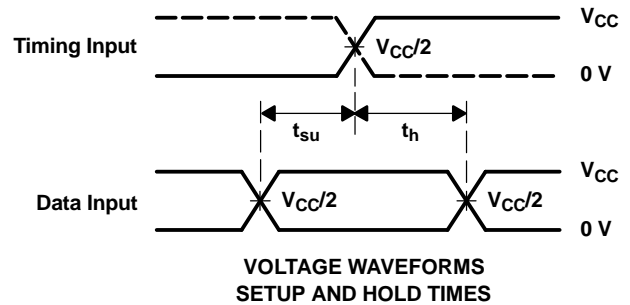 V_CC
Timing Input
V_CC/2
0 V
t_su
t_h
V_CC
Data Input
V_CC/2
V_CC/2
0 V
VOLTAGE WAVEFORMS
SETUP AND HOLD TIMES